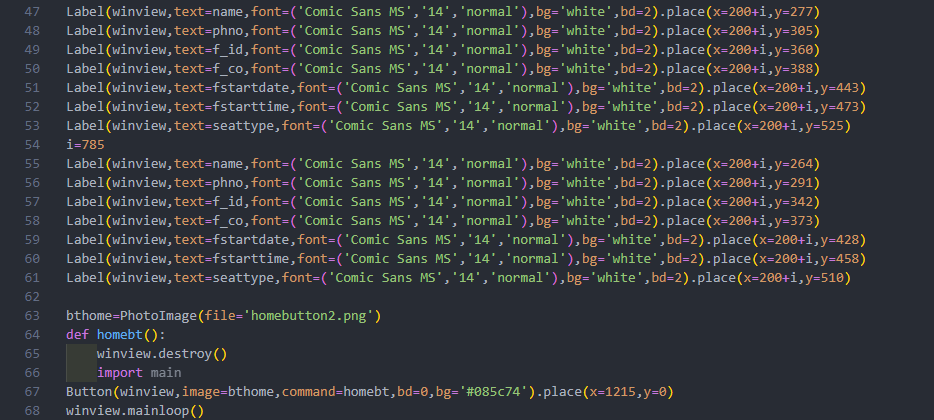 47 Label(winview,text=name,font=('Comic Sans MS','14','normal'),bg='white',bd=2).place(x=200+i,y=277)
48 Label(winview,text=phno,font=('Comic Sans MS','14','normal'),bg='white',bd=2).place(x=200+i,y=305)
49 Label(winview,text=f_id,font=('Comic Sans MS','14','normal'),bg='white',bd=2).place(x=200+i,y=360)
50 Label(winview,text=f_co,font=('Comic Sans MS','14','normal'),bg='white',bd=2).place(x=200+i,y=388)
51 Label(winview,text=fstartdate,font=('Comic Sans MS','14','normal'),bg='white',bd=2).place(x=200+i,y=443)
52 Label(winview,text=fstarttime,font=('Comic Sans MS','14','normal'),bg='white',bd=2).place(x=200+i,y=473)
53 Label(winview,text=seattype,font=('Comic Sans MS','14','normal'),bg='white',bd=2).place(x=200+i,y=525)
54 i=785
55 Label(winview,text=name,font=('Comic Sans MS','14','normal'),bg='white',bd=2).place(x=200+i,y=264)
56 Label(winview,text=phno,font=('Comic Sans MS','14','normal'),bg='white',bd=2).place(x=200+i,y=291)
57 Label(winview,text=f_id,font=('Comic Sans MS','14','normal'),bg='white',bd=2).place(x=200+i,y=342)
58 Label(winview,text=f_co,font=('Comic Sans MS','14','normal'),bg='white',bd=2).place(x=200+i,y=373)
59 Label(winview,text=fstartdate,font=('Comic Sans MS','14','normal'),bg='white',bd=2).place(x=200+i,y=428)
60 Label(winview,text=fstarttime,font=('Comic Sans MS','14','normal'),bg='white',bd=2).place(x=200+i,y=458)
61 Label(winview,text=seattype,font=('Comic Sans MS','14','normal'),bg='white',bd=2).place(x=200+i,y=510)
62
63 bthome=PhotoImage(file='homebutton2.png')
64 def homebt():
65     winview.destroy()
66     import main
67 Button(winview,image=bthome,command=homebt,bd=0,bg='#085c74').place(x=1215,y=0)
68 winview.mainloop()